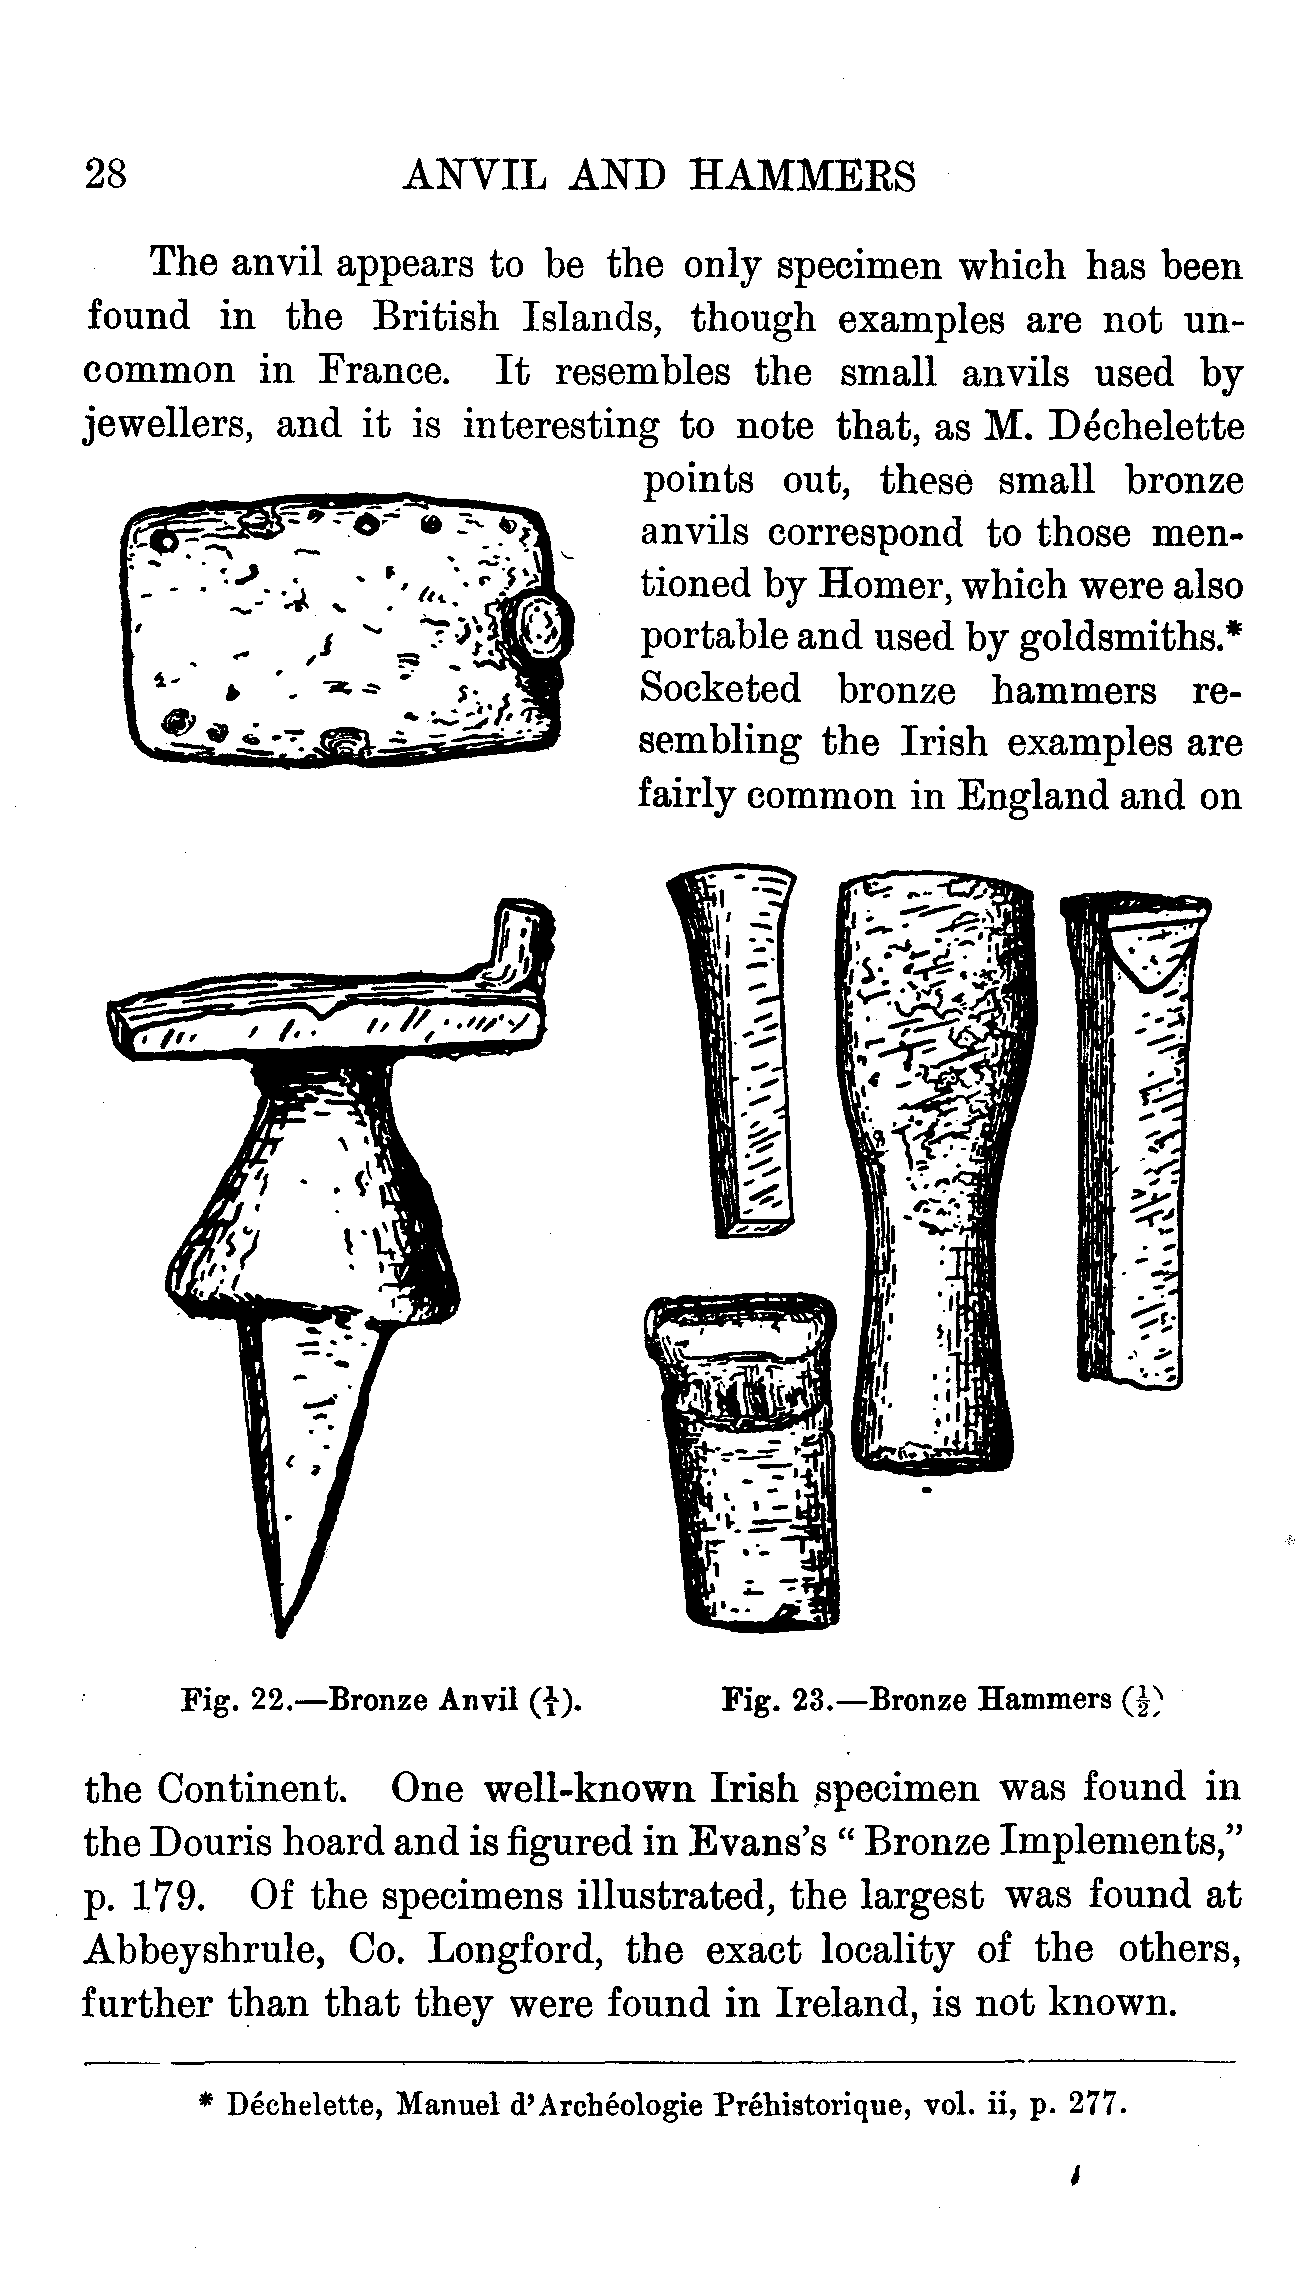 28 ANVIL AND HAMMERS
The anvil appears to be the only specimen which has been
found in the British Islands, though examples are not un-
common in France. It resembles the small anvils used by
jewellers, and it is interesting to note that, as M. Déchelette
points out, these small bronze
anvils correspond to those men-
tioned by Homer, which were also
portable and used by goldsmiths.*
Socketed bronze hammers re-
sembling the Irish examples are
fairly common in England and on
Fig. 22.—Bronze Anvil (1/1).
Fig. 23.—Bronze Hammers (½)
the Continent. One well-known Irish specimen was found in
the Douris hoard and is figured in Evans's “ Bronze Implements,”
p. 179. Of the specimens illustrated, the largest was found at
Abbeyshrule, Co. Longford, the exact locality of the others,
further than that they were found in Ireland, is not known.
* Déchelette, Manuel d'Archéologie Préhistorique, vol. ii, p. 277.